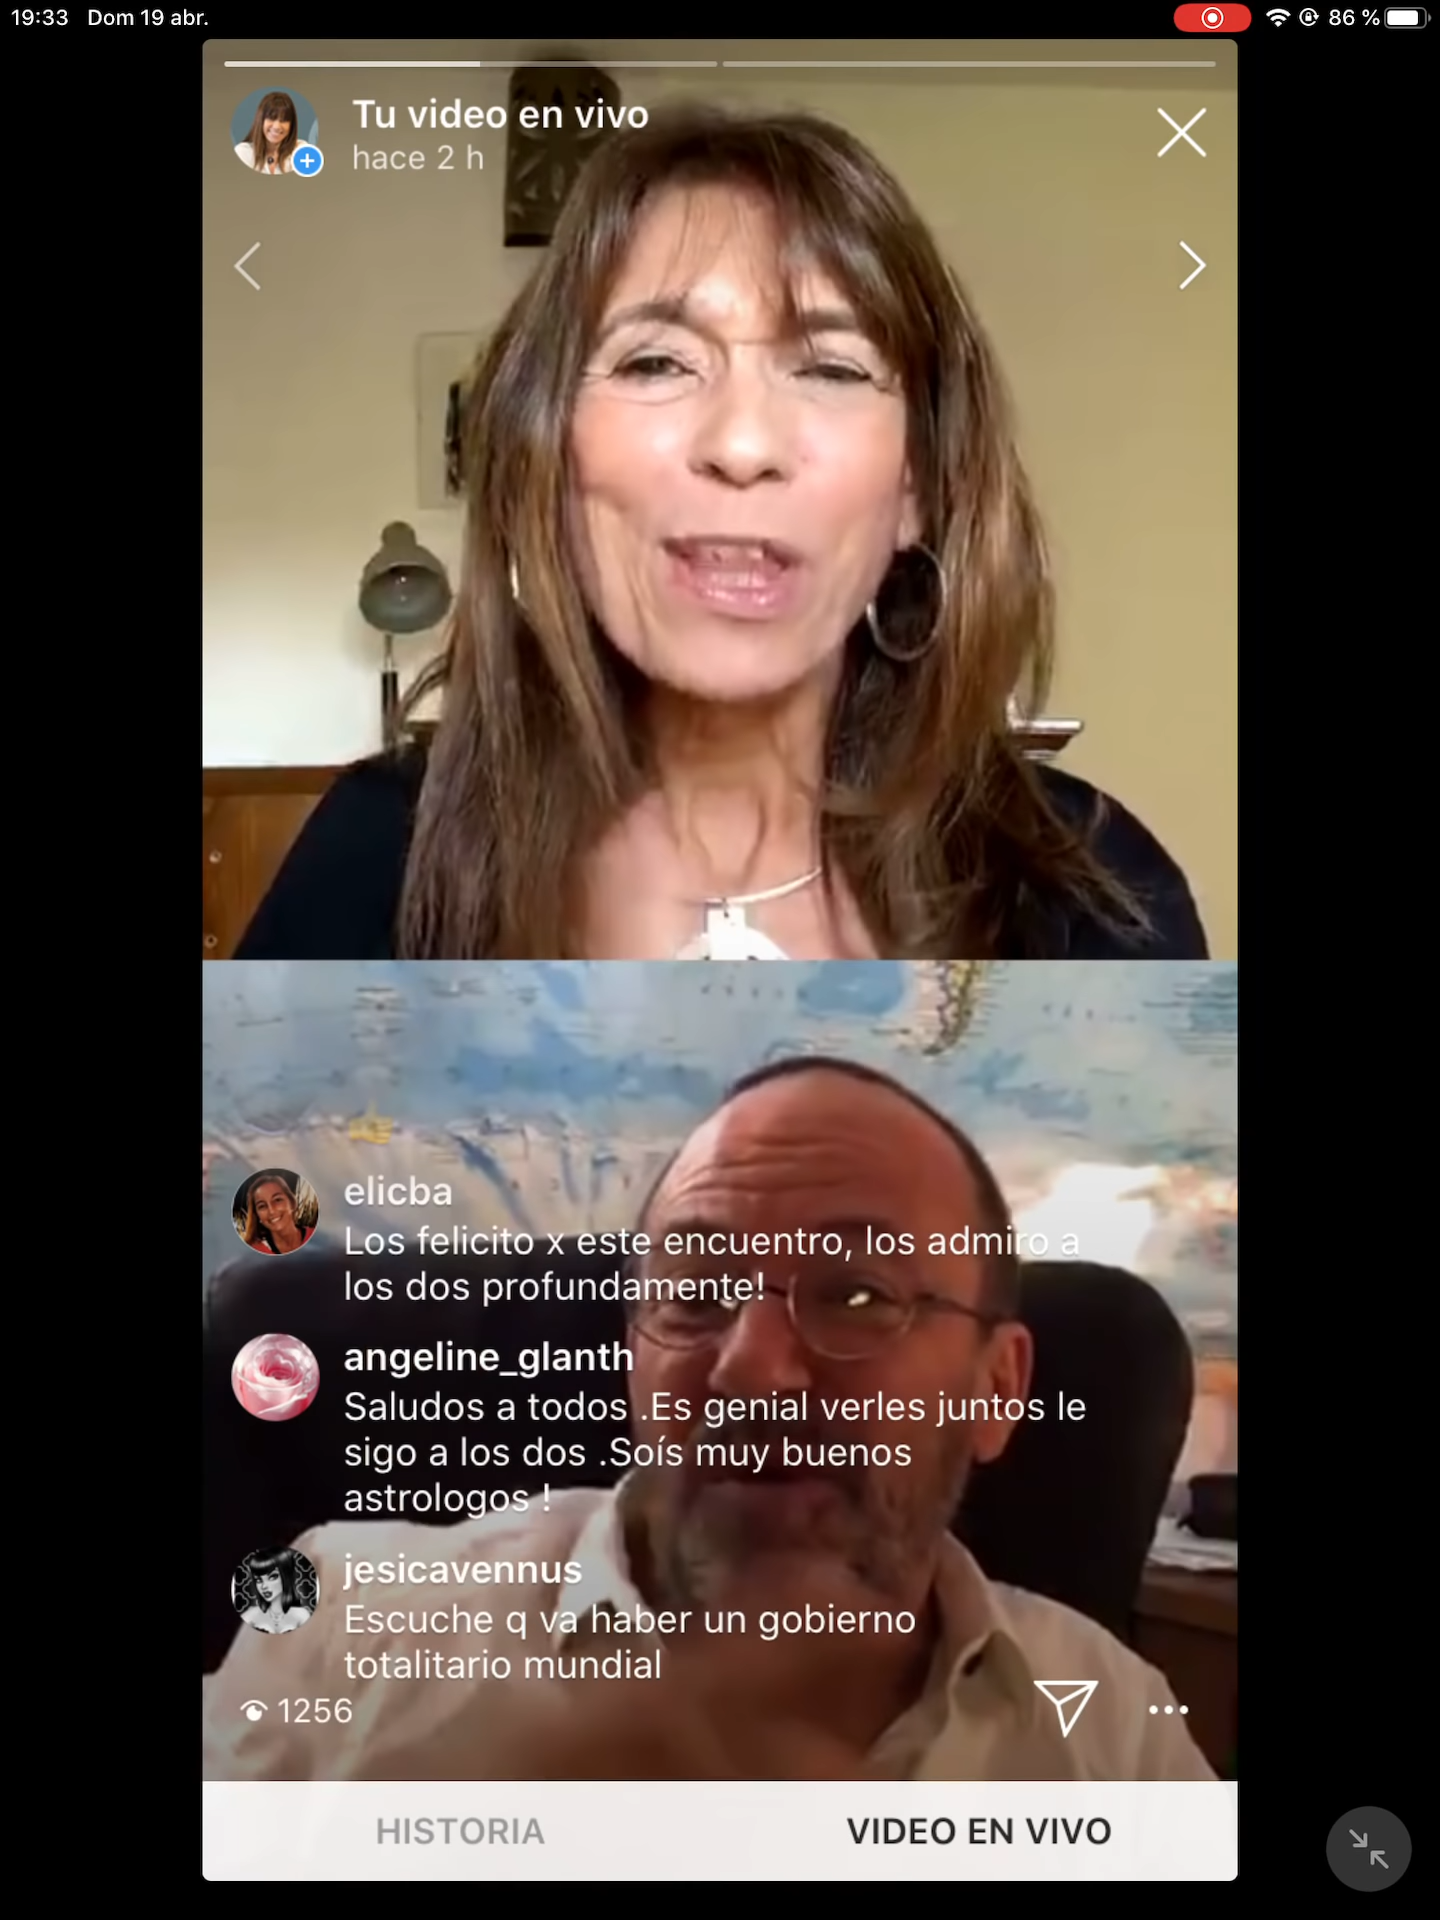 19:33 Dom 19 abr.
86 %
Tu video en vivo
hace 2 h
elicba
Los felicito x este encuentro, los admiro a
los dos profundamente!
angeline_glanth
Saludos a todos .Es genial verles juntos le
sigo a los dos .Soís muy buenos
astrologos !
jesicavennus
Escuche q va haber un gobierno
totalitario mundial
1256
HISTORIA
VIDEO EN VIVO